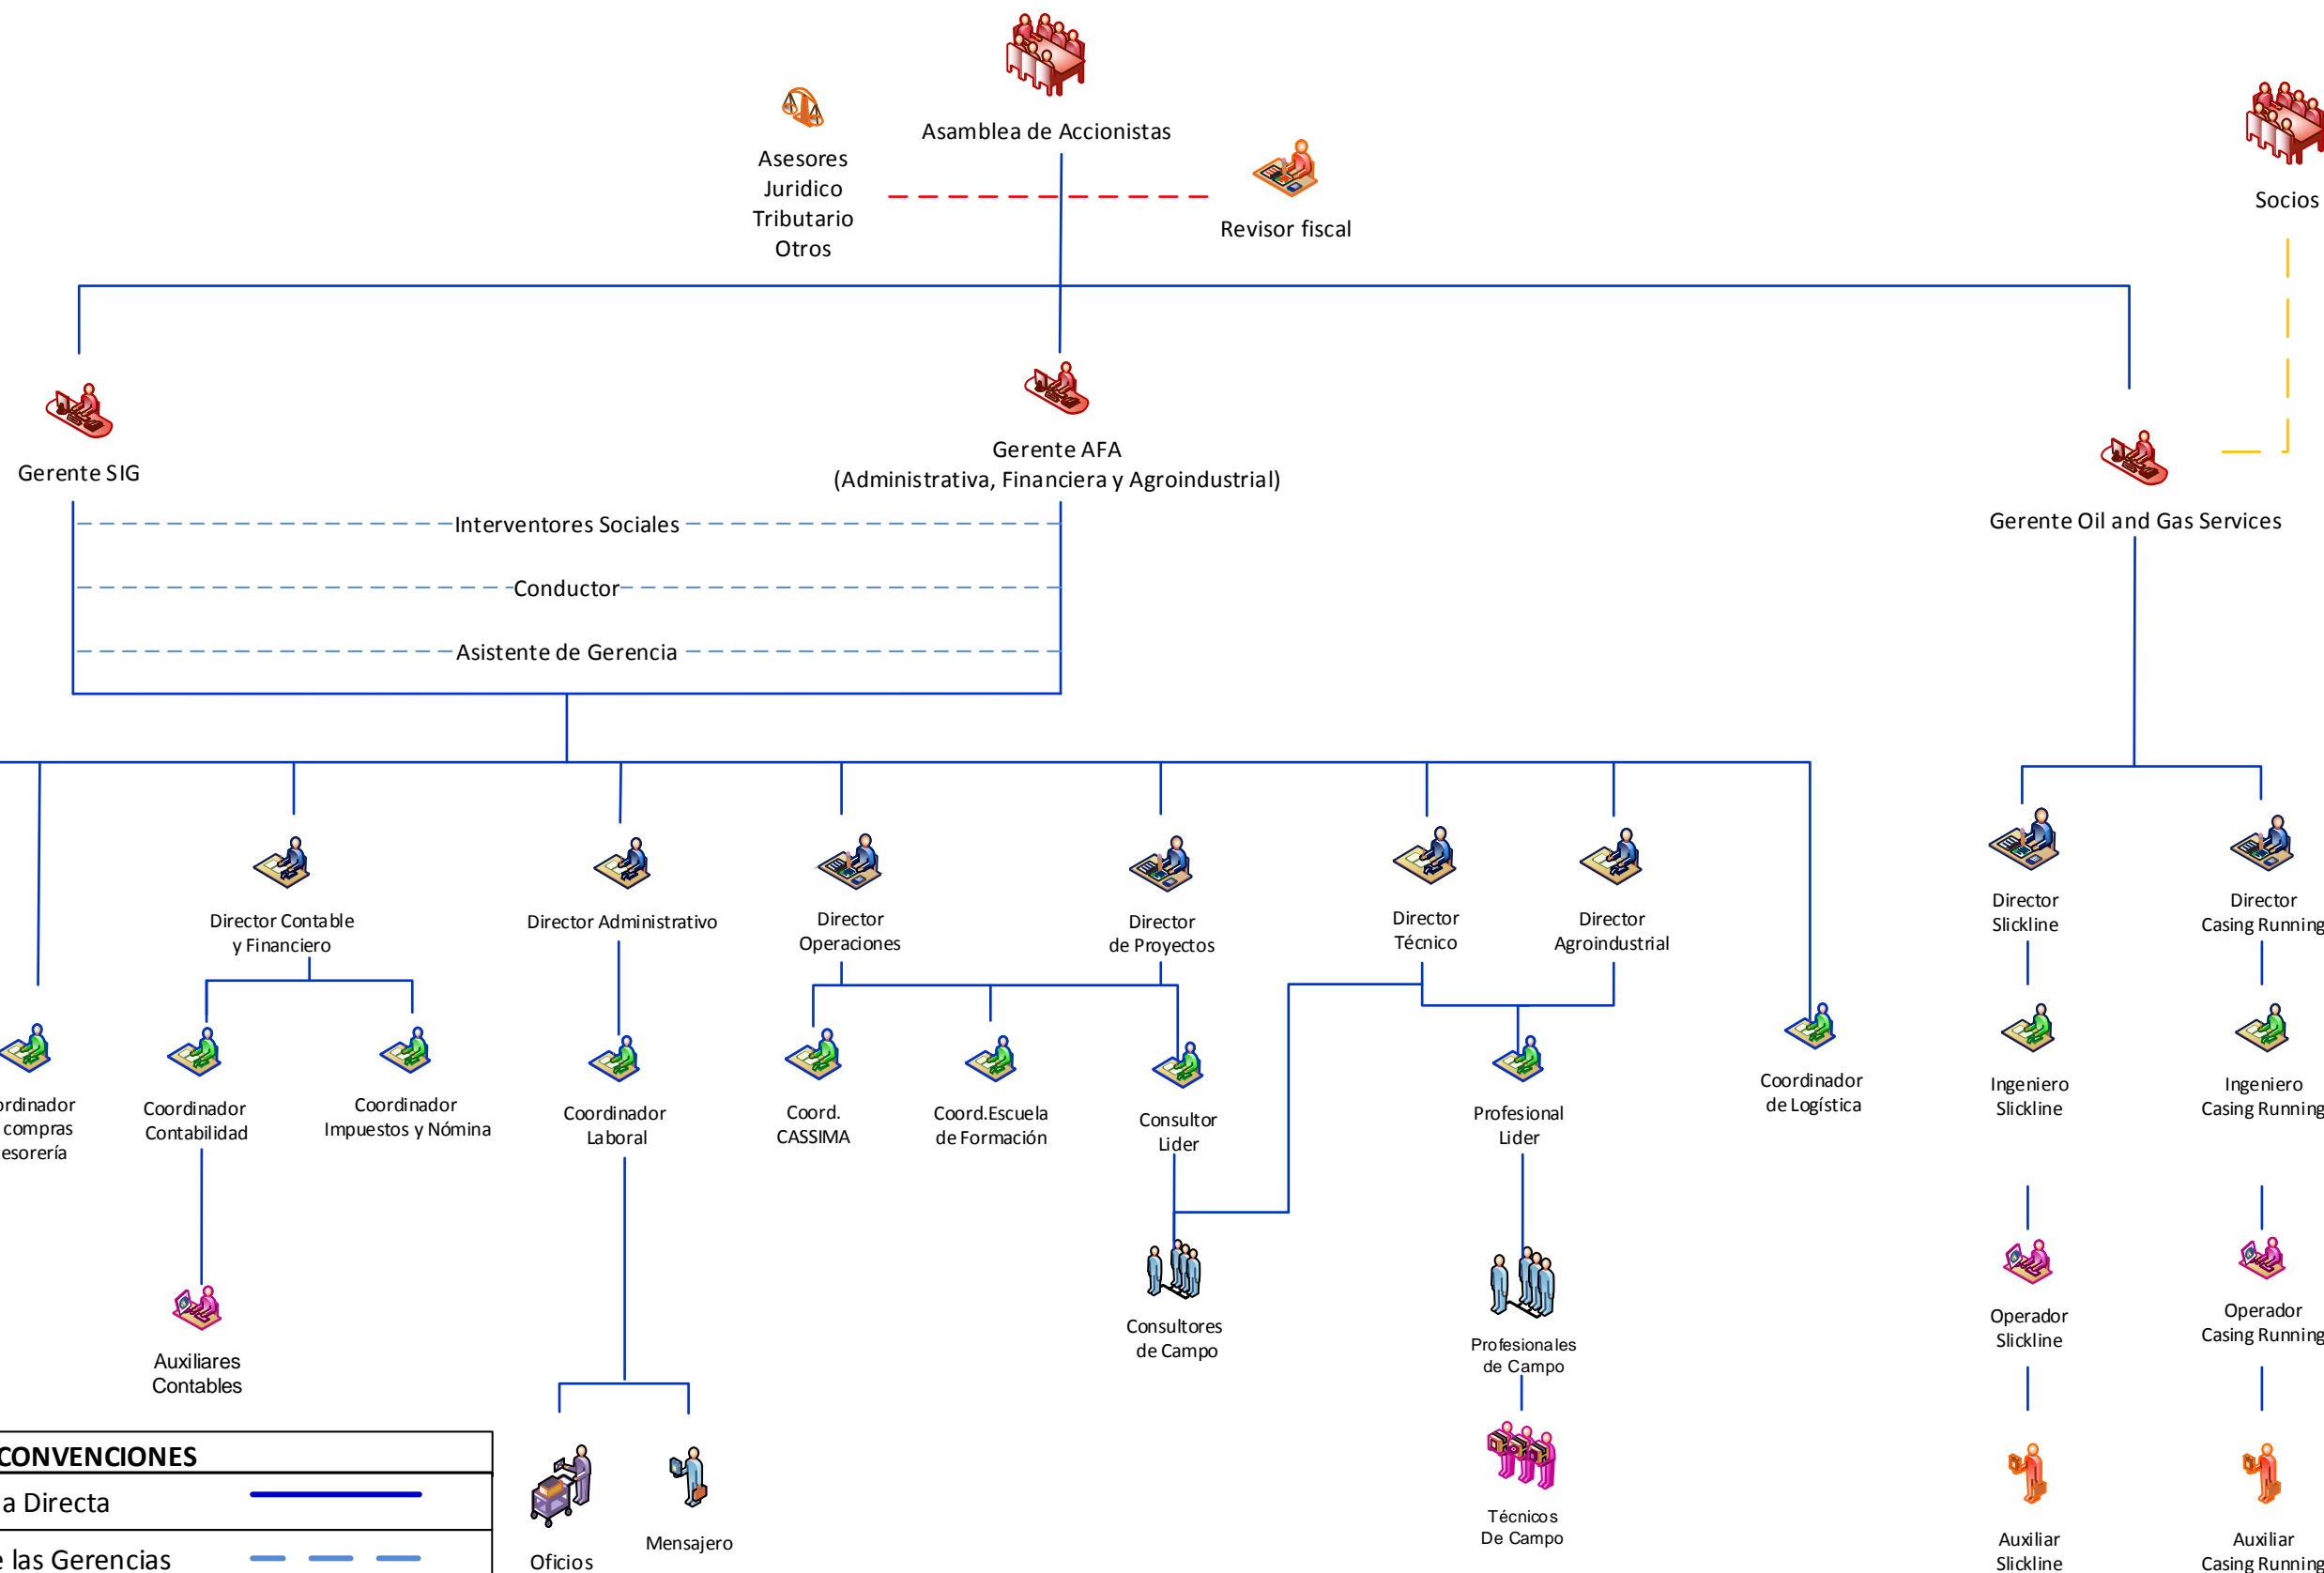 Asamblea de Accionistas
Asesores
Juridico
Tributario
Otros
Revisor fiscal
Socios
Gerente SIG
Gerente AFA
(Administrativa, Financiera y Agroindustrial)
Gerente Oil and Gas Services
Interventores Sociales
Conductor
Asistente de Gerencia
Director Contable
y Financiero
Director Administrativo
Director
Operaciones
Director
de Proyectos
Director
Técnico
Director
Agroindustrial
Director
Slickline
Director
Casing Running
ordinador
compras
esorería
Coordinador
Contabilidad
Coordinador
Impuestos y Nómina
Coordinador
Laboral
Coord.
CASSIMA
Coord.Escuela
de Formación
Consultor
Lider
Profesional
Lider
Coordinador
de Logística
Ingeniero
Slickline
Ingeniero
Casing Running
Auxiliares
Contables
Consultores
de Campo
Profesionales
de Campo
Operador
Slickline
Operador
Casing Running
Técnicos
De Campo
Auxiliar
Slickline
Auxiliar
Casing Running
Oficios
Mensajero
CONVENCIONES
a Directa
e las Gerencias